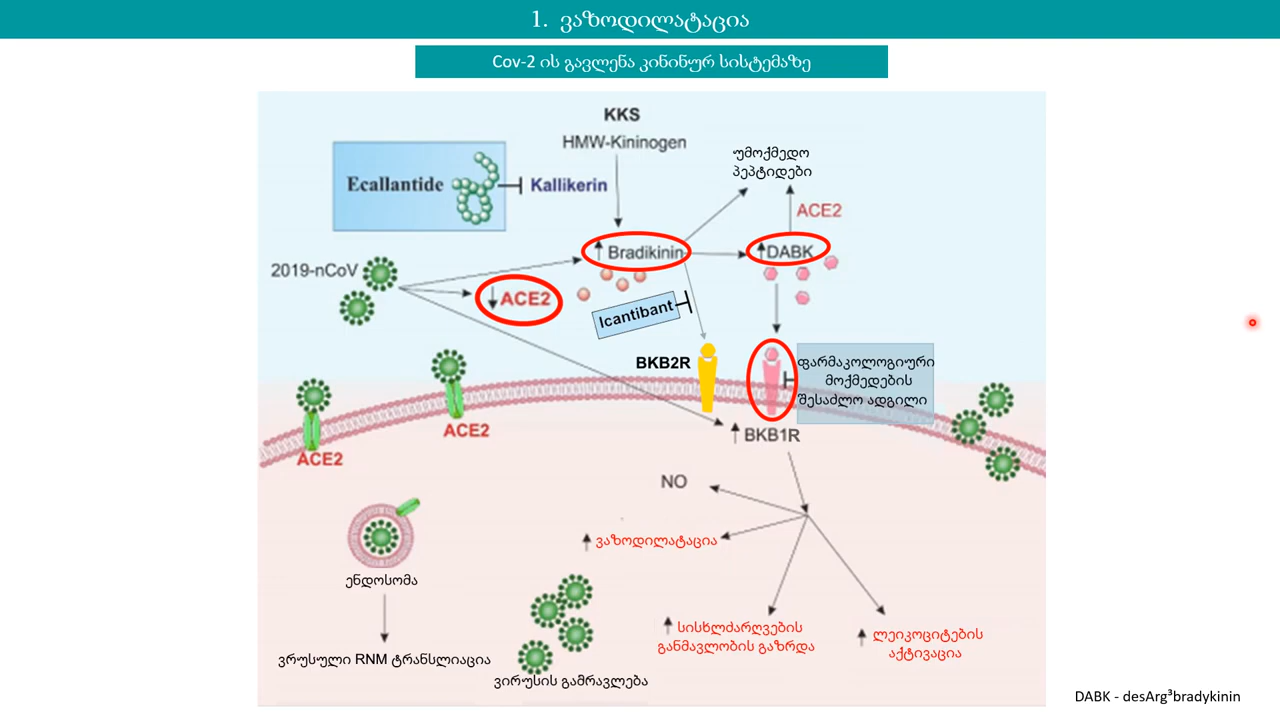 1. ვაზოდილატაცია
Cov-2 ის გავლენა კინინურ სისტემაზე
KKS
HMW-Kininogen
უმოქმედო
პეპტიდები
Ecallantide
Kallikerin
ACE2
Bradikinin
DABK
2019-nCoV
ACE2
Icantibant
BKB2R
ფარმაკოლოგიური
მოქმედების
შესაძლო ადგილი
ACE2
ACE2
BKB1R
NO
ვაზოდილატაცია
ენდოსომა
სისხლძარღვების
განმავლობის გაზრდა
ლეიკოციტების
აქტივაცია
ვრუსული RNM ტრანსლიაცია
ვირუსის გამრავლება
DABK - desArg³bradykinin